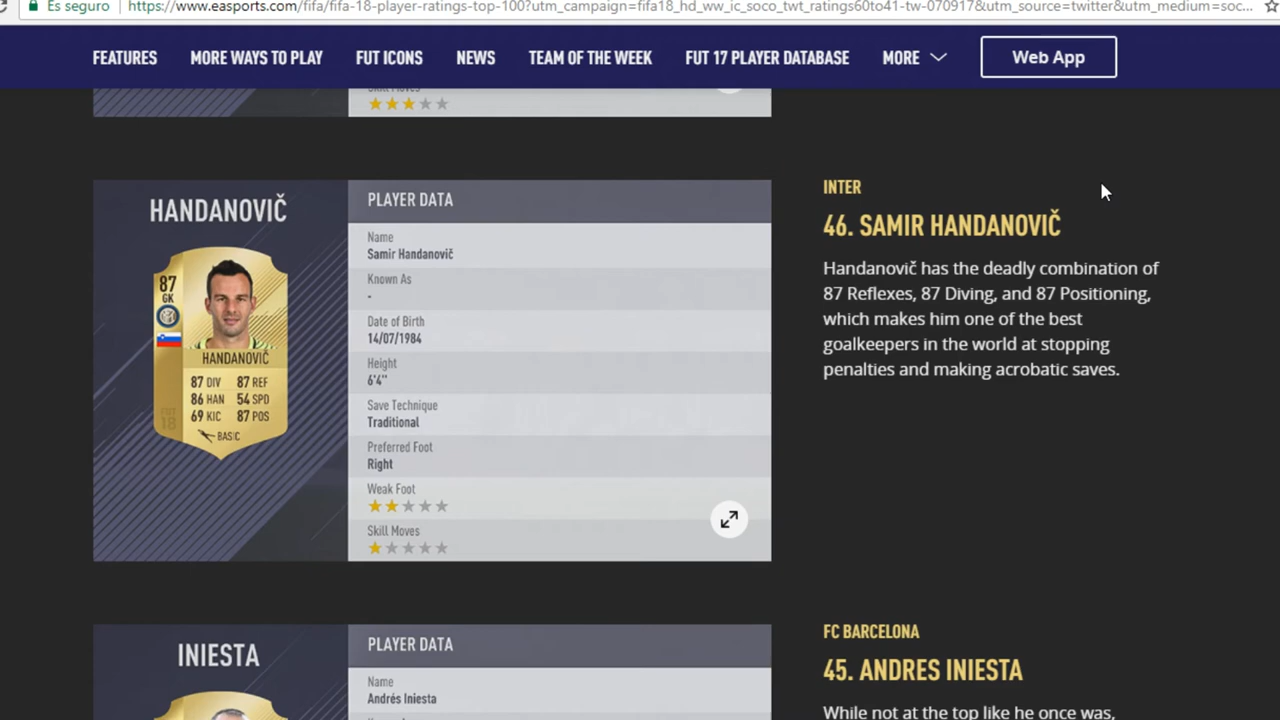 Es seguro
https://www.easports.com/fifa/fifa-18-player-ratings-top-100?utm_campaign=fifa18_hd_ww_ic_soco_twt_ratings60to41-tw-070917&utm_source=twitter&utm_medium=soc...
FEATURES
MORE WAYS TO PLAY
FUT ICONS
NEWS
TEAM OF THE WEEK
FUT 17 PLAYER DATABASE
MORE
Web App
Skill Moves
HANDANOVIČ
87
GK
HANDANOVIČ
87 DIV 87 REF
86 HAN 54 SPD
69 KIC 87 POS
BASIC
FUT
18
PLAYER DATA
Name
Samir Handanovič
Known As
-
Date of Birth
14/07/1984
Height
6'4"
Save Technique
Traditional
Preferred Foot
Right
Weak Foot
Skill Moves
INTER
46. SAMIR HANDANOVIČ
Handanovič has the deadly combination of
87 Reflexes, 87 Diving, and 87 Positioning,
which makes him one of the best
goalkeepers in the world at stopping
penalties and making acrobatic saves.
INIESTA
PLAYER DATA
Name
Andrés Iniesta
FC BARCELONA
45. ANDRES INIESTA
While not at the top like he once was,